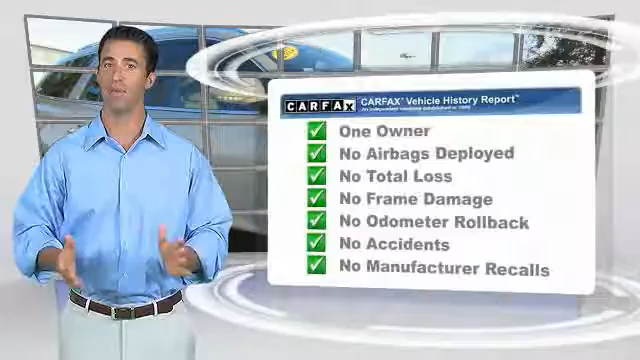 CARFAX CARFAX Vehicle History Report™
One Owner
No Airbags Deployed
No Total Loss
No Frame Damage
No Odometer Rollback
No Accidents
No Manufacturer Recalls